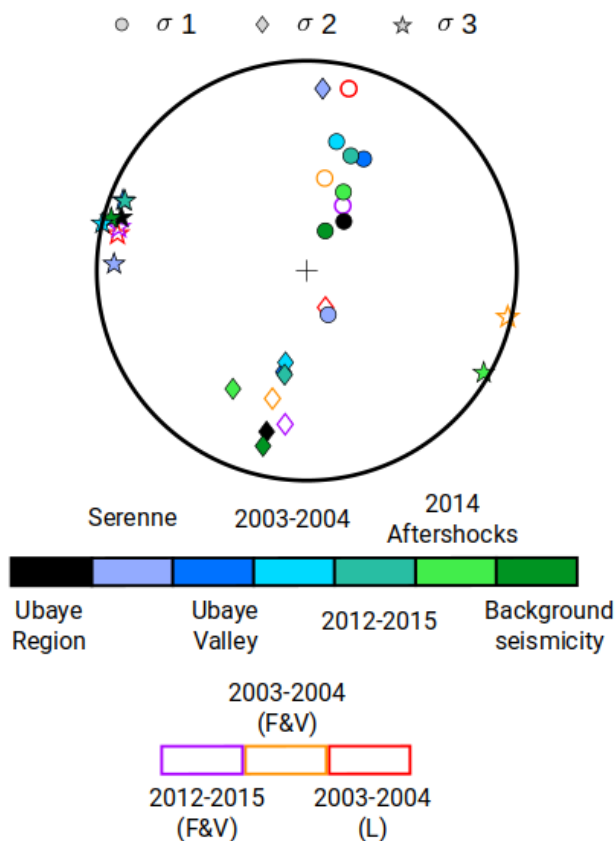 σ 1 σ 2 σ 3
Serenne 2003-2004 2014
Aftershocks
Ubaye
Region
Ubaye
Valley
2012-2015
Background
seismicity
2003-2004
(F&V)
2012-2015
(F&V)
2003-2004
(L)